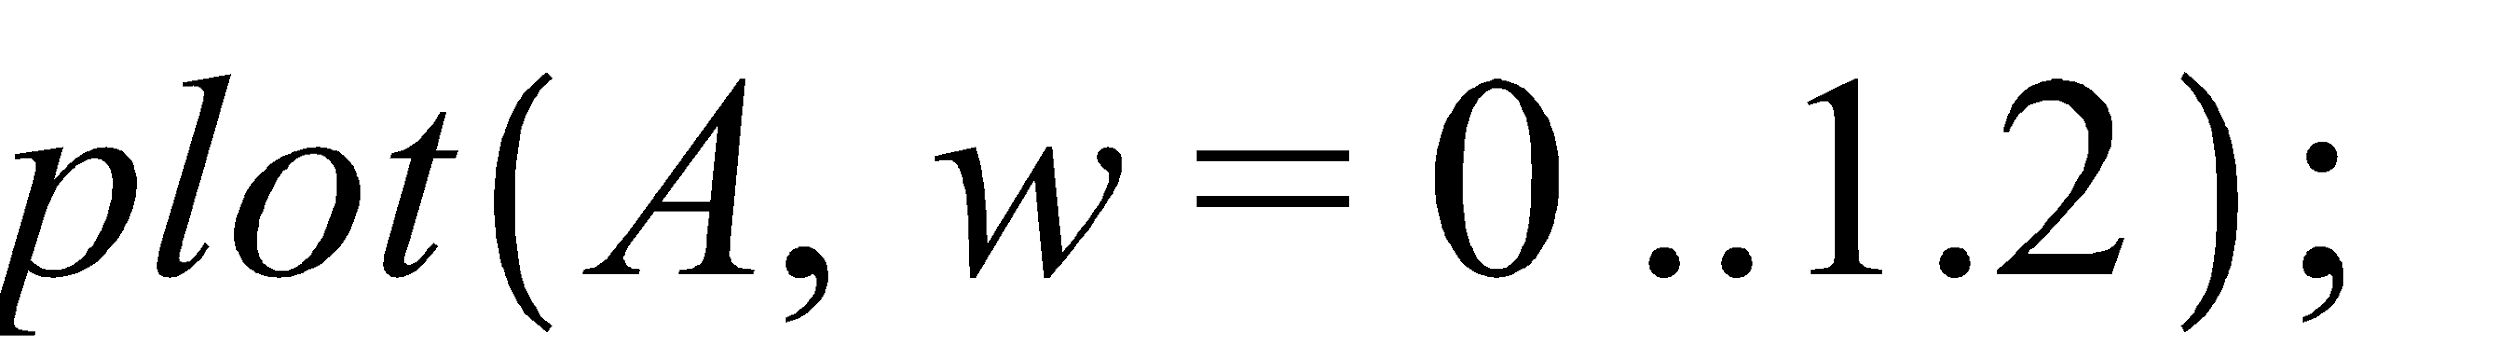 plot(A, w = 0 ..1.2);